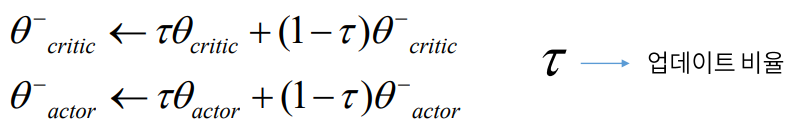 θ⁻critic ← τθcritic + (1−τ)θ⁻critic
θ⁻actor ← τθactor + (1−τ)θ⁻actor
τ → 업데이트 비율